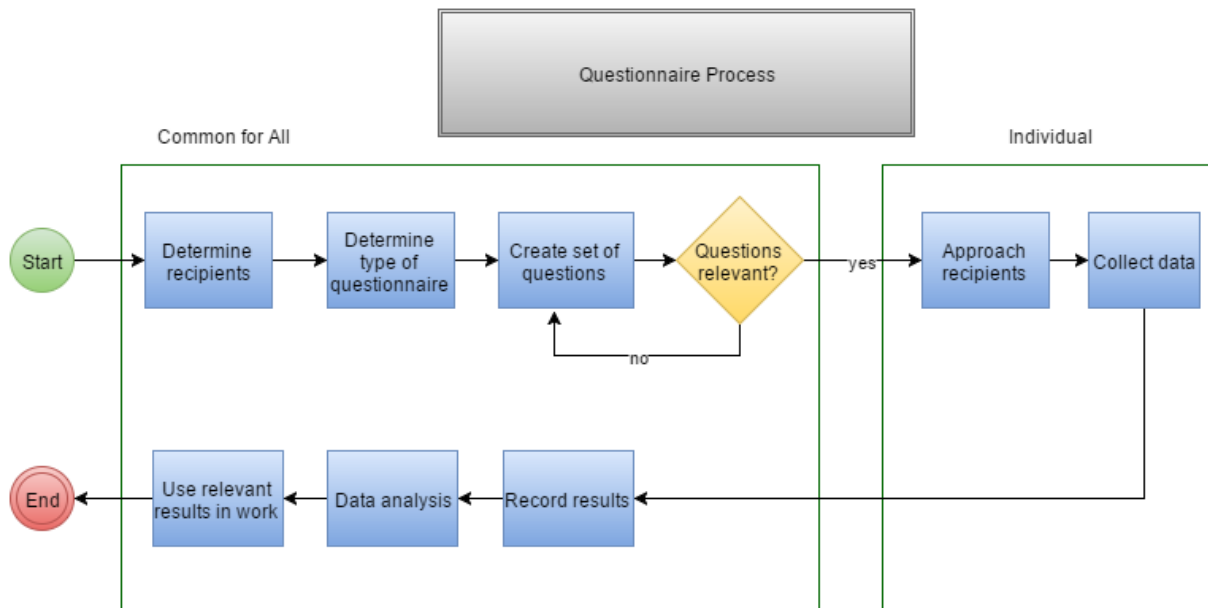 Questionnaire Process
Common for All
Individual
Start
Determine
recipients
Determine
type of
questionnaire
Create set of
questions
Questions
relevant?
yes
Approach
recipients
Collect data
no
End
Use relevant
results in work
Data analysis
Record results